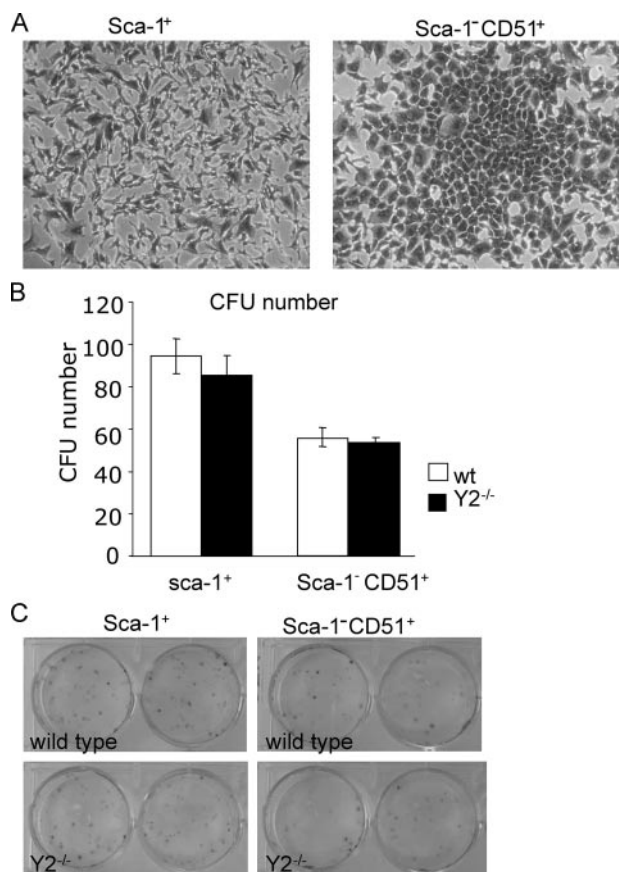 A
Sca-1⁺ Sca-1⁻CD51⁺
B
CFU number
CFU number
120
100
80
60
40
20
0
wt
Y2⁻/⁻
sca-1⁺ Sca-1⁻ CD51⁺
C
Sca-1⁺ Sca-1⁻CD51⁺
wild type wild type
Y2⁻/⁻ Y2⁻/⁻